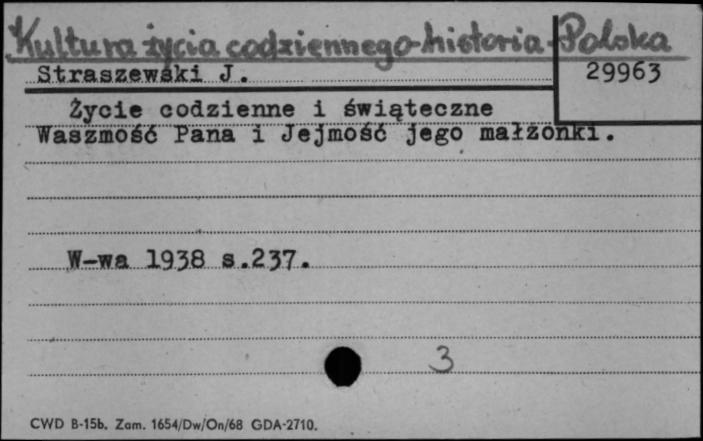 Kultura życia codziennego-historia-Polska
Straszewski J.
29963
Życie codzienne i świąteczne
Waszmość Pana i Jejmość jego małżonki.
W-wa 1938 s.237.
3
CWD B-15b. Zam. 1654/Dw/On/68 GDA-2710.